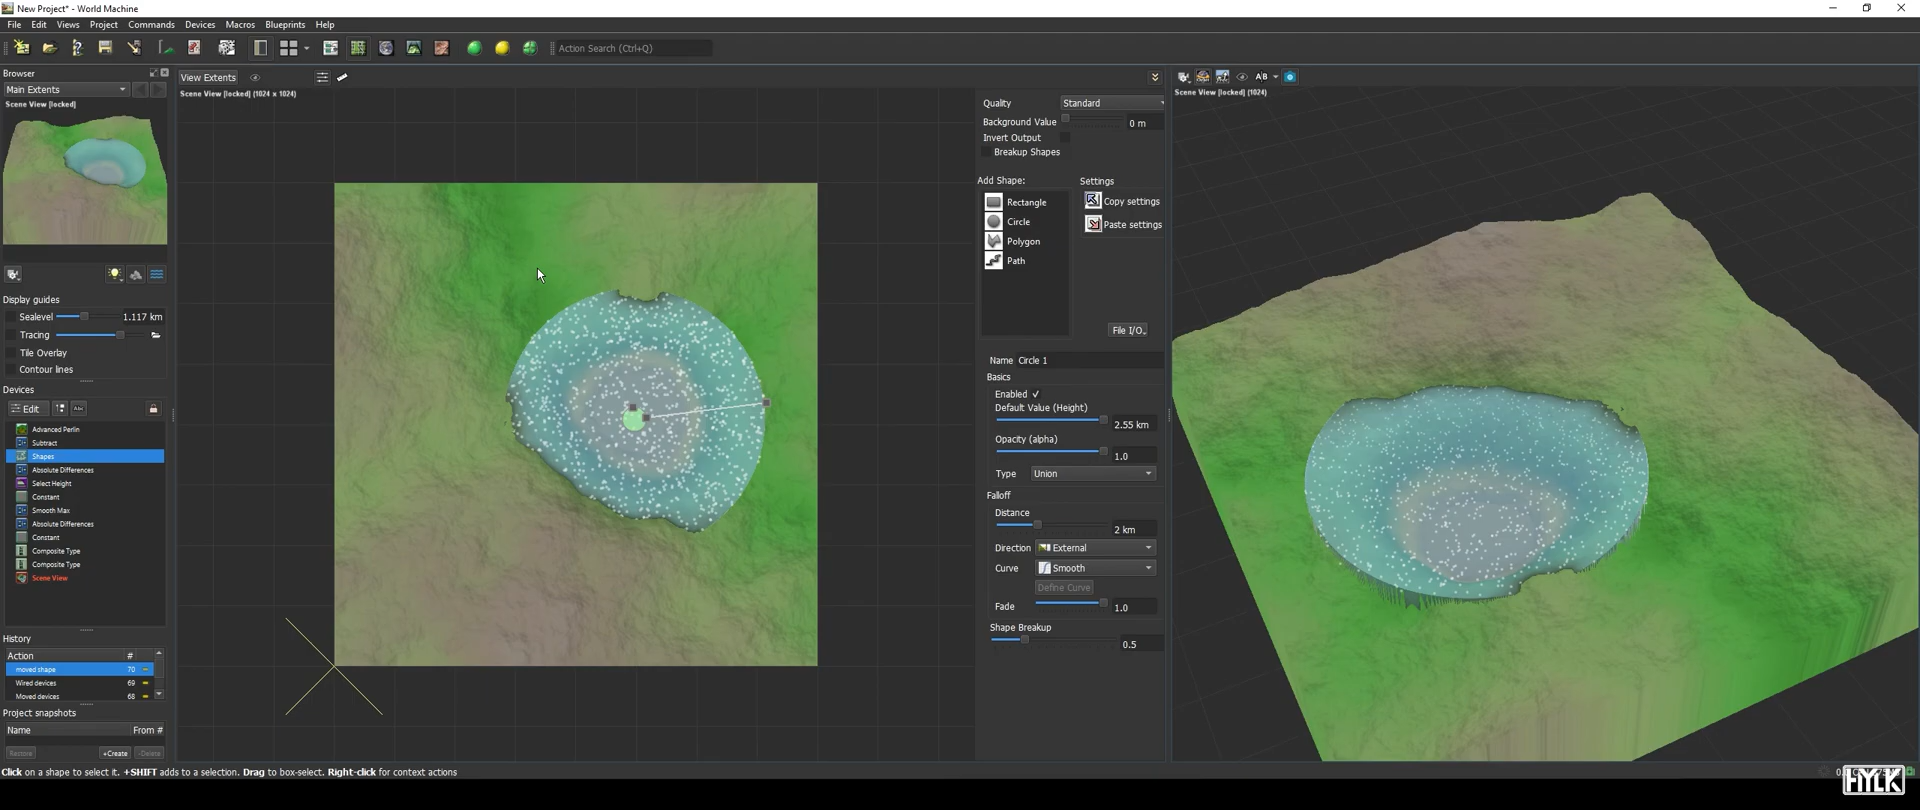 New Project* - World Machine
File Edit Views Project Commands Devices Macros Blueprints Help
Action Search (Ctrl+Q)
Browser
Main Extents
Scene View [locked]
Display guides
Sealevel 1.117 km
Tracing
Tile Overlay
Contour lines
Devices
Edit Abc
Advanced Perlin
Subtract
Shapes
Absolute Differences
Select Height
Constant
Smooth Max
Absolute Differences
Constant
Composite Type
Composite Type
Scene View
History
Action #
moved shape 70
Wired devices 69
Moved devices 68
Project snapshots
Name From #
Restore +Create -Delete
View Extents
Scene View [locked] (1024 x 1024)
Quality Standard
Background Value 0 m
Invert Output
Breakup Shapes
Add Shape: Settings
Rectangle Copy settings
Circle Paste settings
Polygon
Path
File I/O..
Name Circle 1
Basics
Enabled
Default Value (Height)
2.55 km
Opacity (alpha)
1.0
Type Union
Falloff
Distance
2 km
Direction External
Curve Smooth
Define Curve
Fade 1.0
Shape Breakup
0.5
AB
Scene View [locked] (1024)
Click on a shape to select it. +SHIFT adds to a selection. Drag to box-select. Right-click for context actions